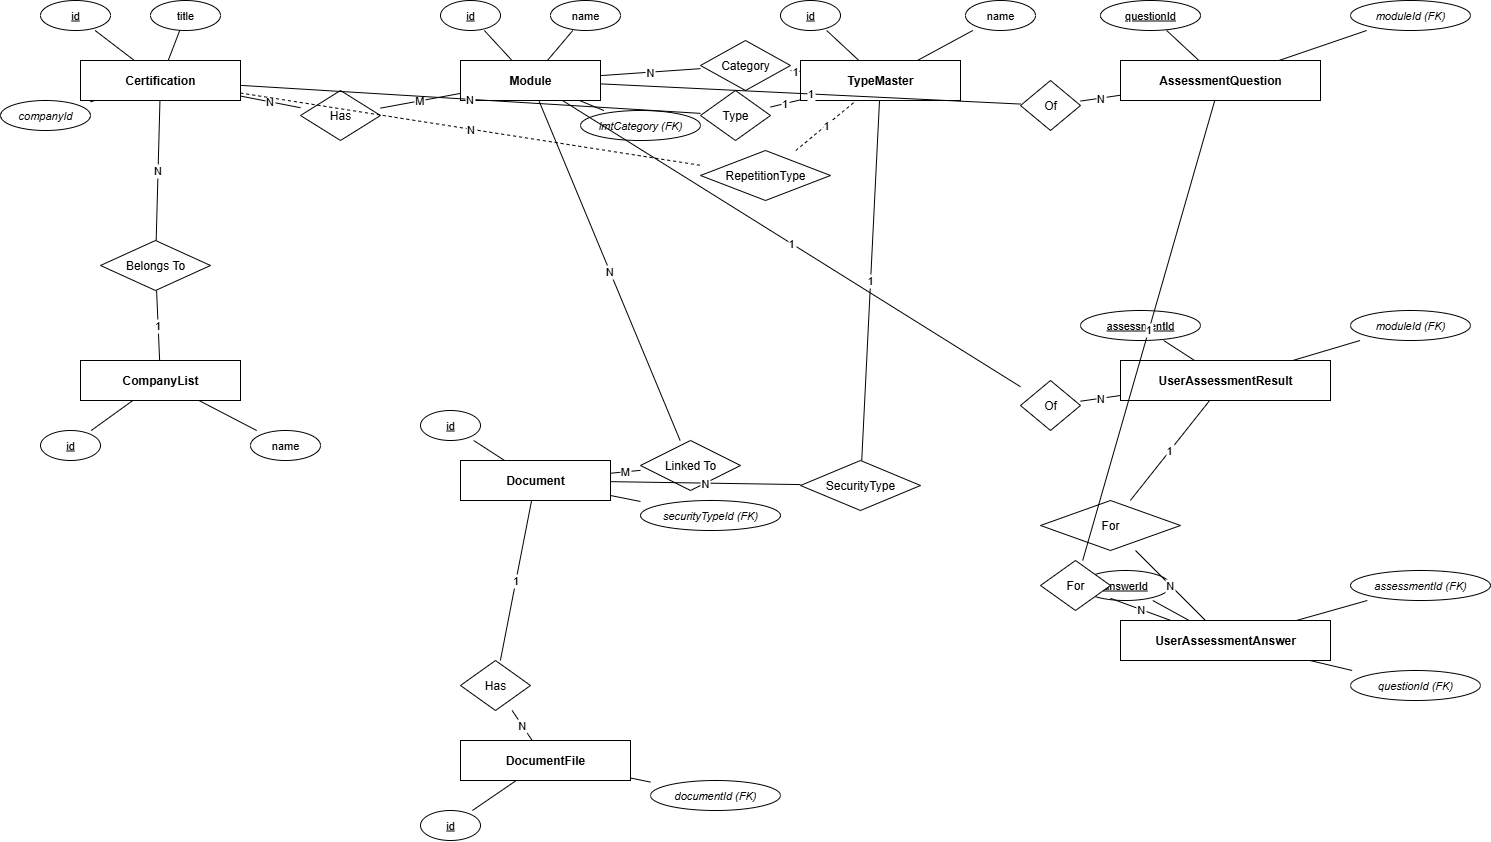 id
title
id
name
id
name
questionId
moduleId (FK)
Certification
Module
Category
TypeMaster
AssessmentQuestion
N
1
companyId
N
Has
M
N
lmtCategory (FK)
Type
1
1
Of
N
N
1
RepetitionType
N
1
Belongs To
N
1
1
1
assessmentId
1
moduleId (FK)
CompanyList
UserAssessmentResult
Of
N
id
name
id
1
Document
M
Linked To
N
SecurityType
securityTypeId (FK)
For
1
For
answerId
N
N
assessmentId (FK)
UserAssessmentAnswer
Has
questionId (FK)
N
DocumentFile
documentId (FK)
id